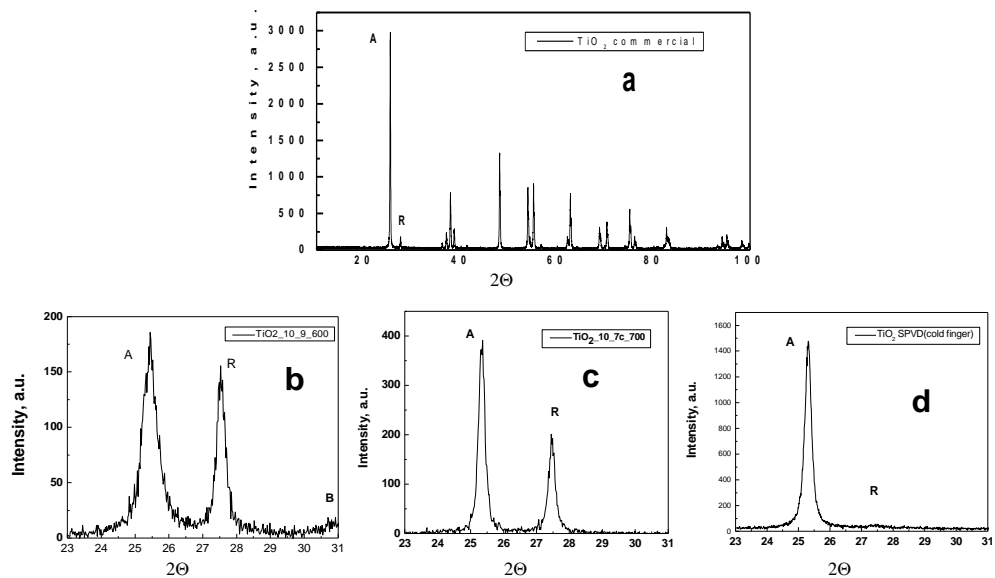 Intensity, a.u.
3000
2500
2000
1500
1000
500
0
A
R
TiO2 commercial
a
20 40 60 80 100
2Θ
Intensity, a.u.
200
150
100
50
0
A
R
B
TiO2_10_9_600
b
23 24 25 26 27 28 29 30 31
2Θ
Intensity, a.u.
400
300
200
100
0
A
R
TiO2_10_7c_700
c
23 24 25 26 27 28 29 30 31
2Θ
Intensity, a.u.
1600
1400
1200
1000
800
600
400
200
0
A
R
TiO2 SPVD(cold finger)
d
23 24 25 26 27 28 29 30 31
2Θ